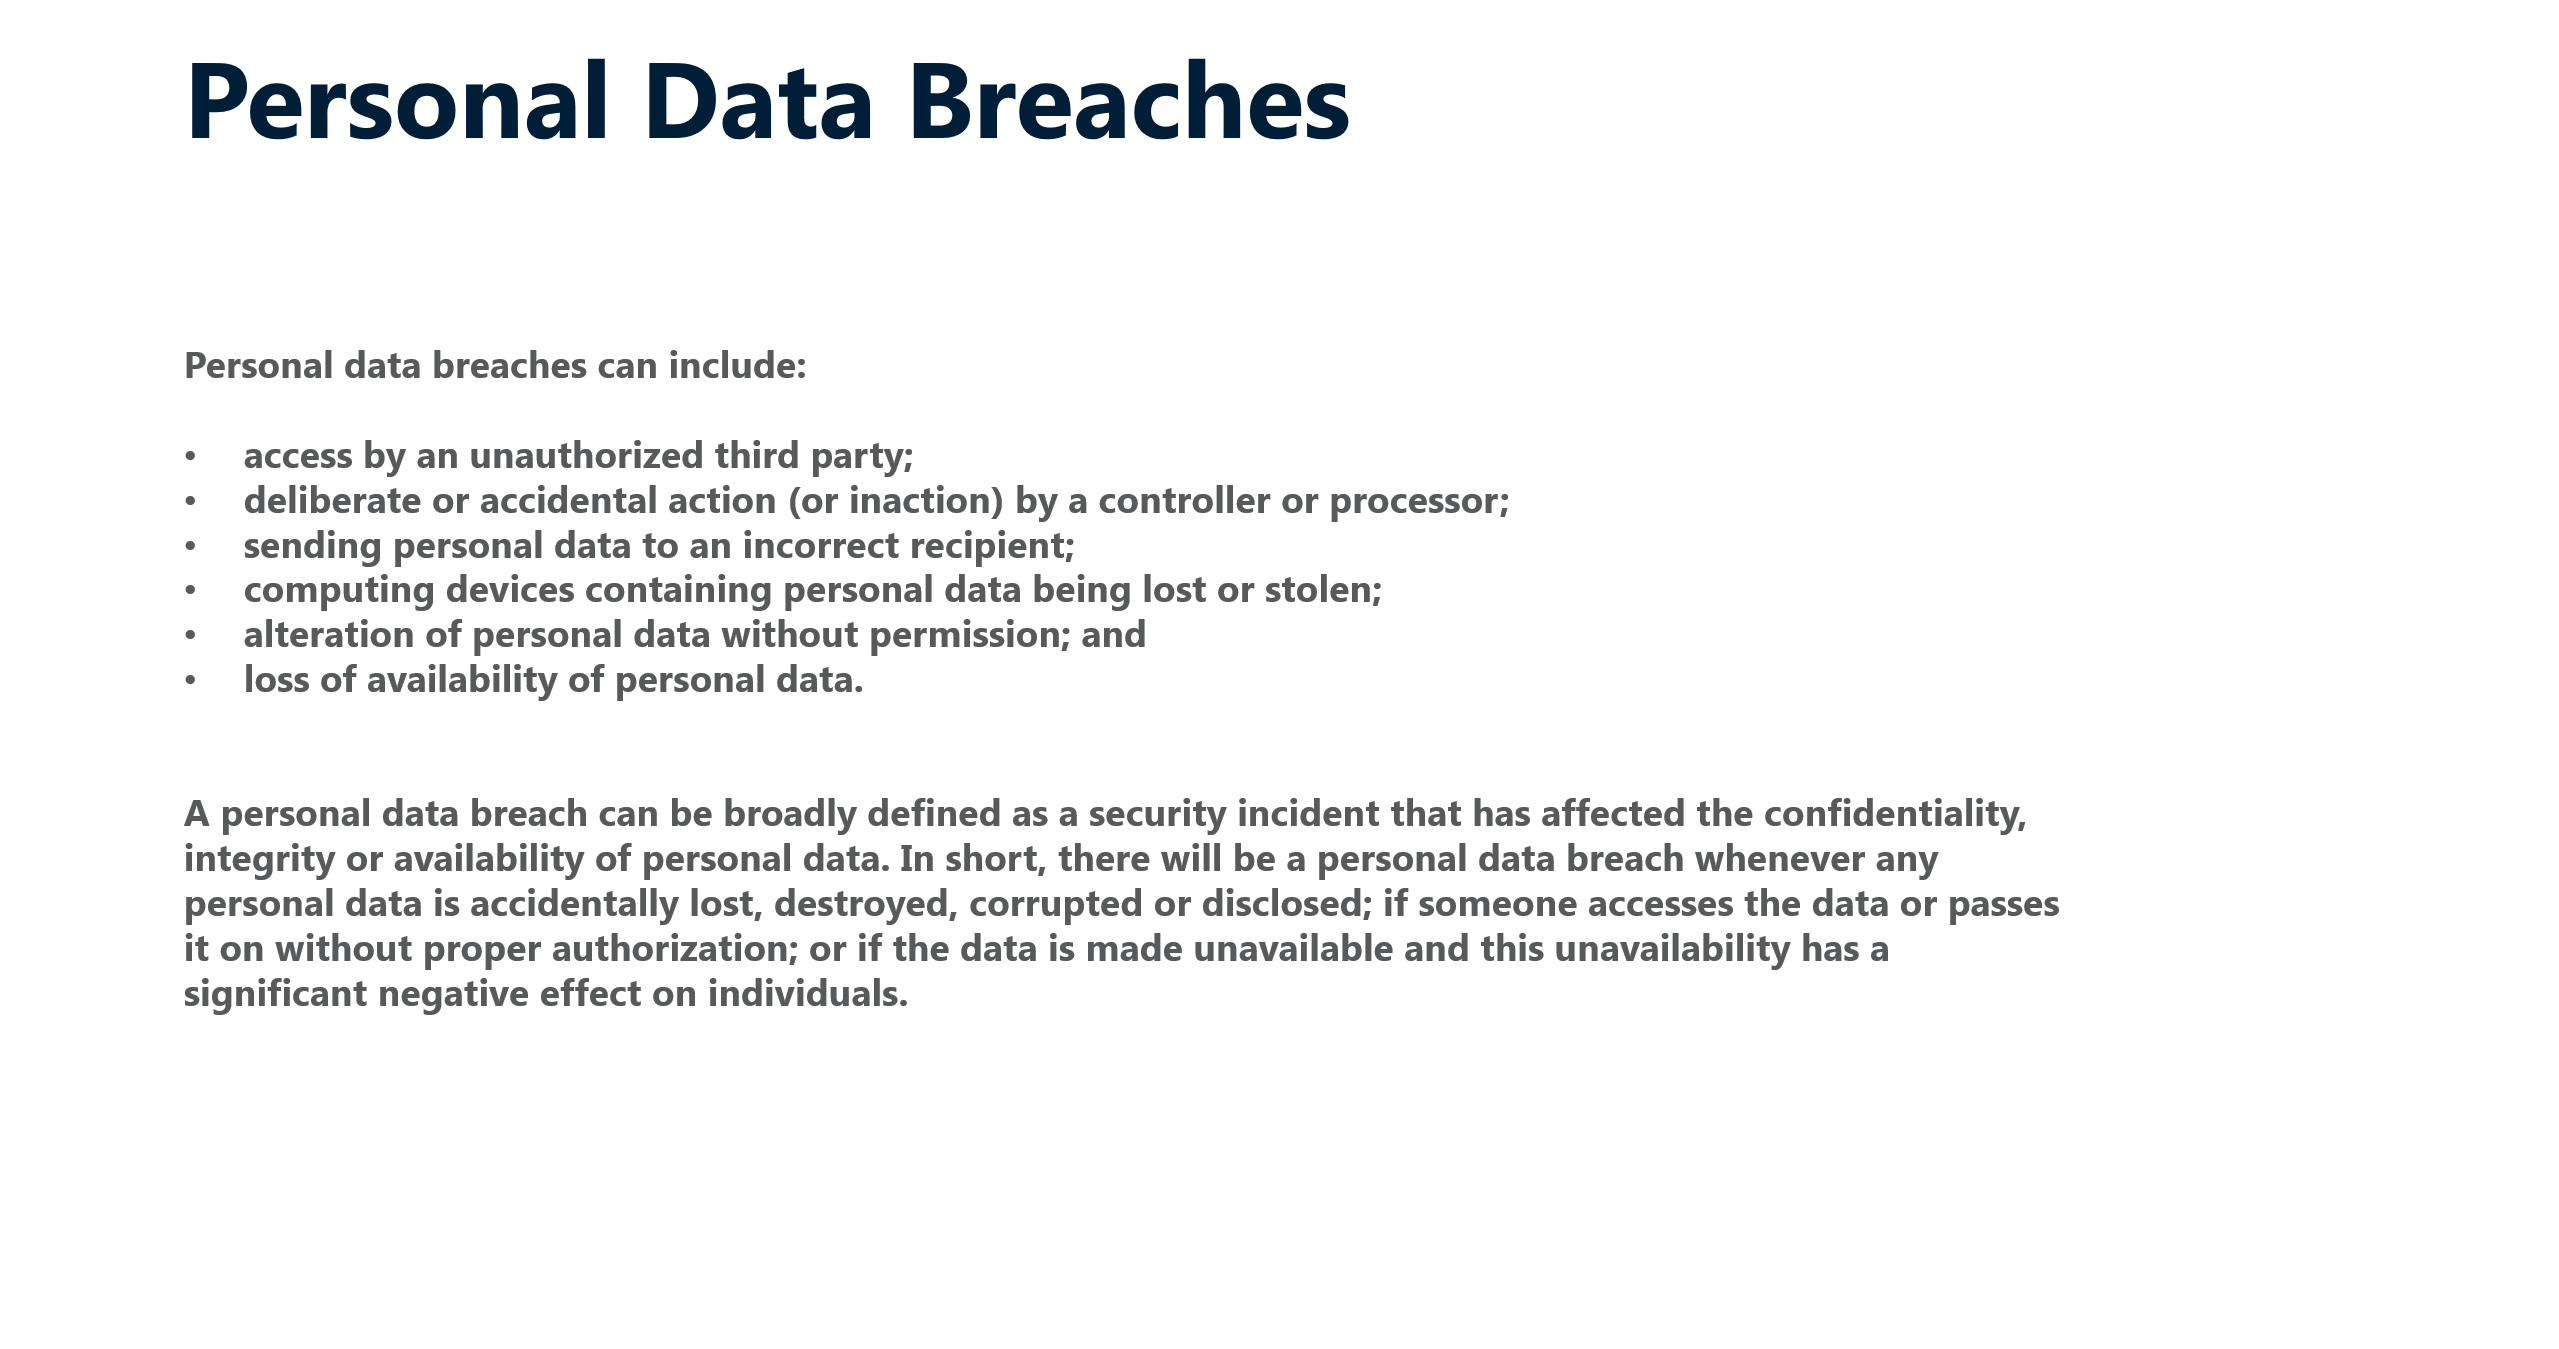 Personal Data Breaches
Personal data breaches can include:
• access by an unauthorized third party;
• deliberate or accidental action (or inaction) by a controller or processor;
• sending personal data to an incorrect recipient;
• computing devices containing personal data being lost or stolen;
• alteration of personal data without permission; and
• loss of availability of personal data.
A personal data breach can be broadly defined as a security incident that has affected the confidentiality,
integrity or availability of personal data. In short, there will be a personal data breach whenever any
personal data is accidentally lost, destroyed, corrupted or disclosed; if someone accesses the data or passes
it on without proper authorization; or if the data is made unavailable and this unavailability has a
significant negative effect on individuals.